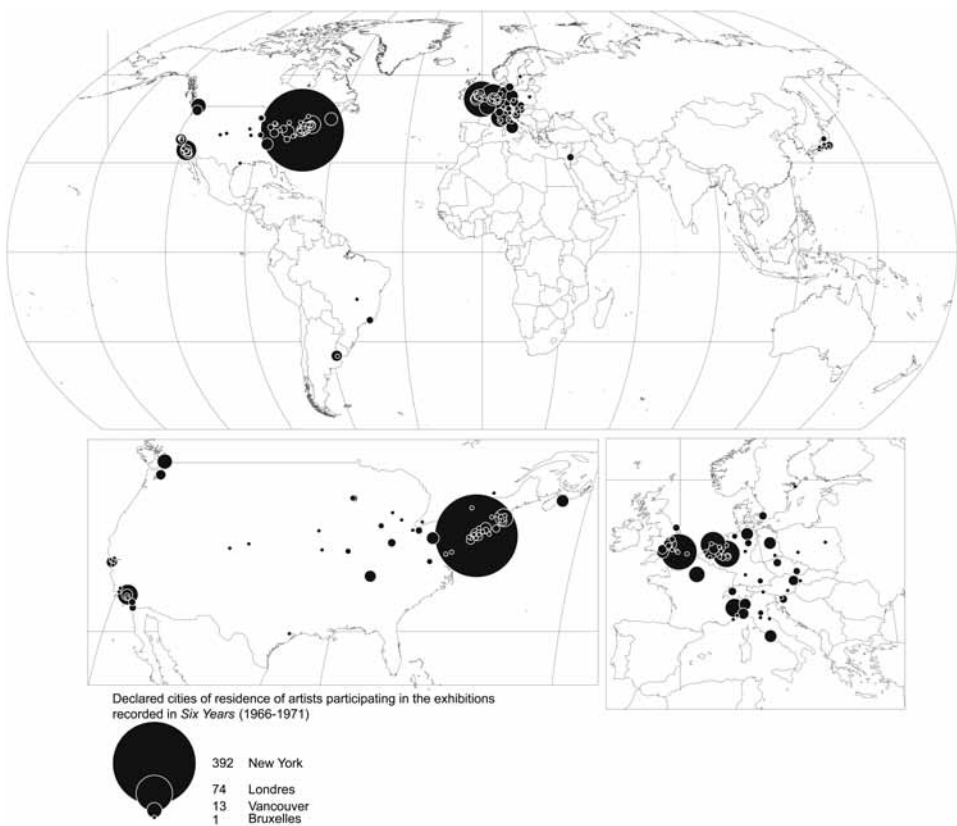 Declared cities of residence of artists participating in the exhibitions
recorded in Six Years (1966-1971)
392 New York
74 Londres
13 Vancouver
1 Bruxelles